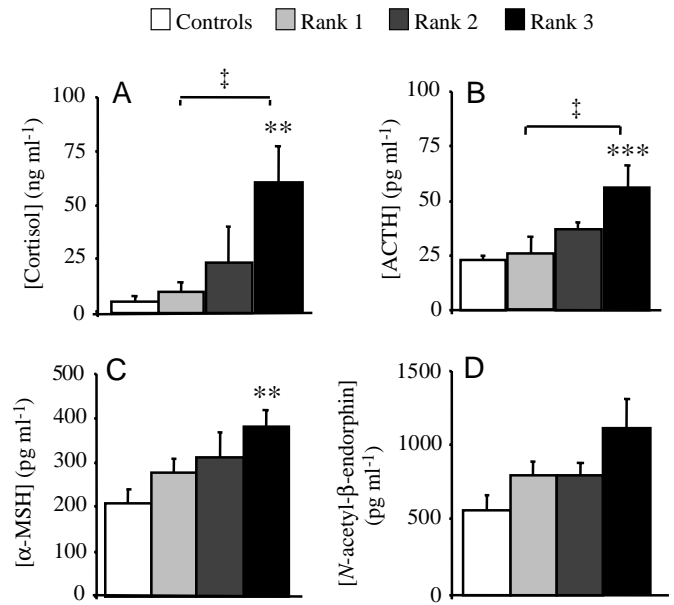 Controls Rank 1 Rank 2 Rank 3
A
‡
**
[Cortisol] (ng ml⁻¹)
100
75
50
25
0
B
‡
***
[ACTH] (pg ml⁻¹)
100
75
50
25
0
C
**
[α-MSH] (pg ml⁻¹)
500
400
300
200
100
0
D
[N-acetyl-β-endorphin]
(pg ml⁻¹)
1500
1000
500
0